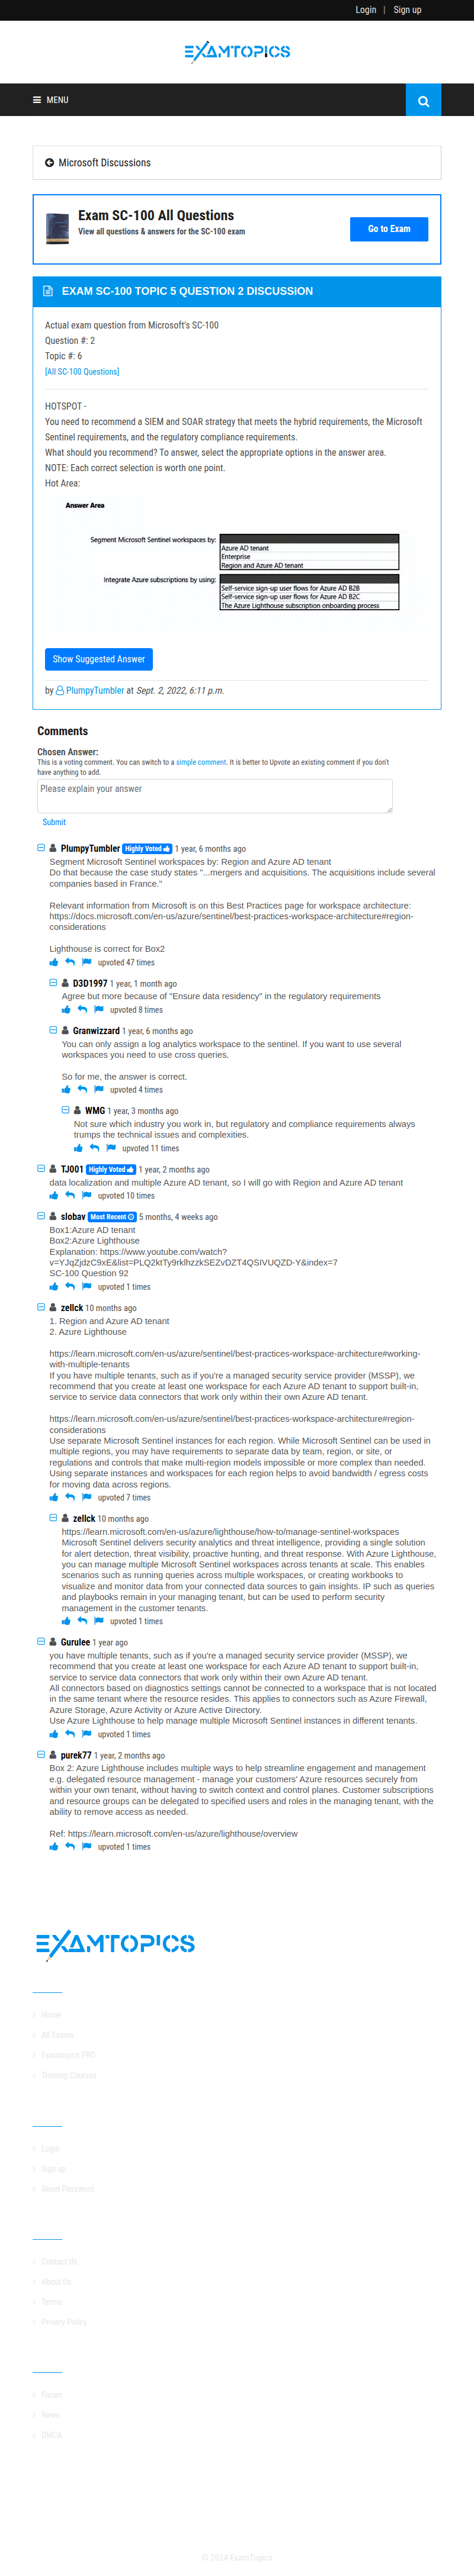 Login | Sign up
EXAMTOPICS
MENU
Microsoft Discussions
Exam SC-100 All Questions
View all questions & answers for the SC-100 exam
Go to Exam
EXAM SC-100 TOPIC 5 QUESTION 2 DISCUSSION
Actual exam question from Microsoft's SC-100
Question #: 2
Topic #: 6
[All SC-100 Questions]
HOTSPOT -
You need to recommend a SIEM and SOAR strategy that meets the hybrid requirements, the Microsoft
Sentinel requirements, and the regulatory compliance requirements.
What should you recommend? To answer, select the appropriate options in the answer area.
NOTE: Each correct selection is worth one point.
Hot Area:
Answer Area
Segment Microsoft Sentinel workspaces by:
Azure AD tenant
Enterprise
Region and Azure AD tenant
Integrate Azure subscriptions by using:
Self-service sign-up user flows for Azure AD B2B
Self-service sign-up user flows for Azure AD B2C
The Azure Lighthouse subscription onboarding process
Show Suggested Answer
by PlumpyTumbler at Sept. 2, 2022, 6:11 p.m.
Comments
Chosen Answer:
This is a voting comment. You can switch to a simple comment. It is better to Upvote an existing comment if you don't
have anything to add.
Please explain your answer
Submit
PlumpyTumbler Highly Voted 1 year, 6 months ago
Segment Microsoft Sentinel workspaces by: Region and Azure AD tenant
Do that because the case study states "...mergers and acquisitions. The acquisitions include several
companies based in France."
Relevant information from Microsoft is on this Best Practices page for workspace architecture:
https://docs.microsoft.com/en-us/azure/sentinel/best-practices-workspace-architecture#region-
considerations
Lighthouse is correct for Box2
upvoted 47 times
D3D1997 1 year, 1 month ago
Agree but more because of "Ensure data residency" in the regulatory requirements
upvoted 8 times
Granwizzard 1 year, 6 months ago
You can only assign a log analytics workspace to the sentinel. If you want to use several
workspaces you need to use cross queries.
So for me, the answer is correct.
upvoted 4 times
WMG 1 year, 3 months ago
Not sure which industry you work in, but regulatory and compliance requirements always
trumps the technical issues and complexities.
upvoted 11 times
TJ001 Highly Voted 1 year, 2 months ago
data localization and multiple Azure AD tenant, so I will go with Region and Azure AD tenant
upvoted 10 times
slobav Most Recent 5 months, 4 weeks ago
Box1:Azure AD tenant
Box2:Azure Lighthouse
Explanation: https://www.youtube.com/watch?
v=YJqZjdzC9xE&list=PLQ2ktTy9rklhzzkSEZvDZT4QSIVUQZD-Y&index=7
SC-100 Question 92
upvoted 1 times
zellck 10 months ago
1. Region and Azure AD tenant
2. Azure Lighthouse
https://learn.microsoft.com/en-us/azure/sentinel/best-practices-workspace-architecture#working-
with-multiple-tenants
If you have multiple tenants, such as if you're a managed security service provider (MSSP), we
recommend that you create at least one workspace for each Azure AD tenant to support built-in,
service to service data connectors that work only within their own Azure AD tenant.
https://learn.microsoft.com/en-us/azure/sentinel/best-practices-workspace-architecture#region-
considerations
Use separate Microsoft Sentinel instances for each region. While Microsoft Sentinel can be used in
multiple regions, you may have requirements to separate data by team, region, or site, or
regulations and controls that make multi-region models impossible or more complex than needed.
Using separate instances and workspaces for each region helps to avoid bandwidth / egress costs
for moving data across regions.
upvoted 7 times
zellck 10 months ago
https://learn.microsoft.com/en-us/azure/lighthouse/how-to/manage-sentinel-workspaces
Microsoft Sentinel delivers security analytics and threat intelligence, providing a single solution
for alert detection, threat visibility, proactive hunting, and threat response. With Azure Lighthouse,
you can manage multiple Microsoft Sentinel workspaces across tenants at scale. This enables
scenarios such as running queries across multiple workspaces, or creating workbooks to
visualize and monitor data from your connected data sources to gain insights. IP such as queries
and playbooks remain in your managing tenant, but can be used to perform security
management in the customer tenants.
upvoted 1 times
Gurulee 1 year ago
you have multiple tenants, such as if you're a managed security service provider (MSSP), we
recommend that you create at least one workspace for each Azure AD tenant to support built-in,
service to service data connectors that work only within their own Azure AD tenant.
All connectors based on diagnostics settings cannot be connected to a workspace that is not located
in the same tenant where the resource resides. This applies to connectors such as Azure Firewall,
Azure Storage, Azure Activity or Azure Active Directory.
Use Azure Lighthouse to help manage multiple Microsoft Sentinel instances in different tenants.
upvoted 1 times
purek77 1 year, 2 months ago
Box 2: Azure Lighthouse includes multiple ways to help streamline engagement and management
e.g. delegated resource management - manage your customers' Azure resources securely from
within your own tenant, without having to switch context and control planes. Customer subscriptions
and resource groups can be delegated to specified users and roles in the managing tenant, with the
ability to remove access as needed.
Ref: https://learn.microsoft.com/en-us/azure/lighthouse/overview
upvoted 1 times
EXAMTOPICS
Home
All Exams
Examtopics PRO
Training Courses
Login
Sign up
Reset Password
Contact Us
About Us
Terms
Privacy Policy
Forum
News
DMCA
© 2024 ExamTopics